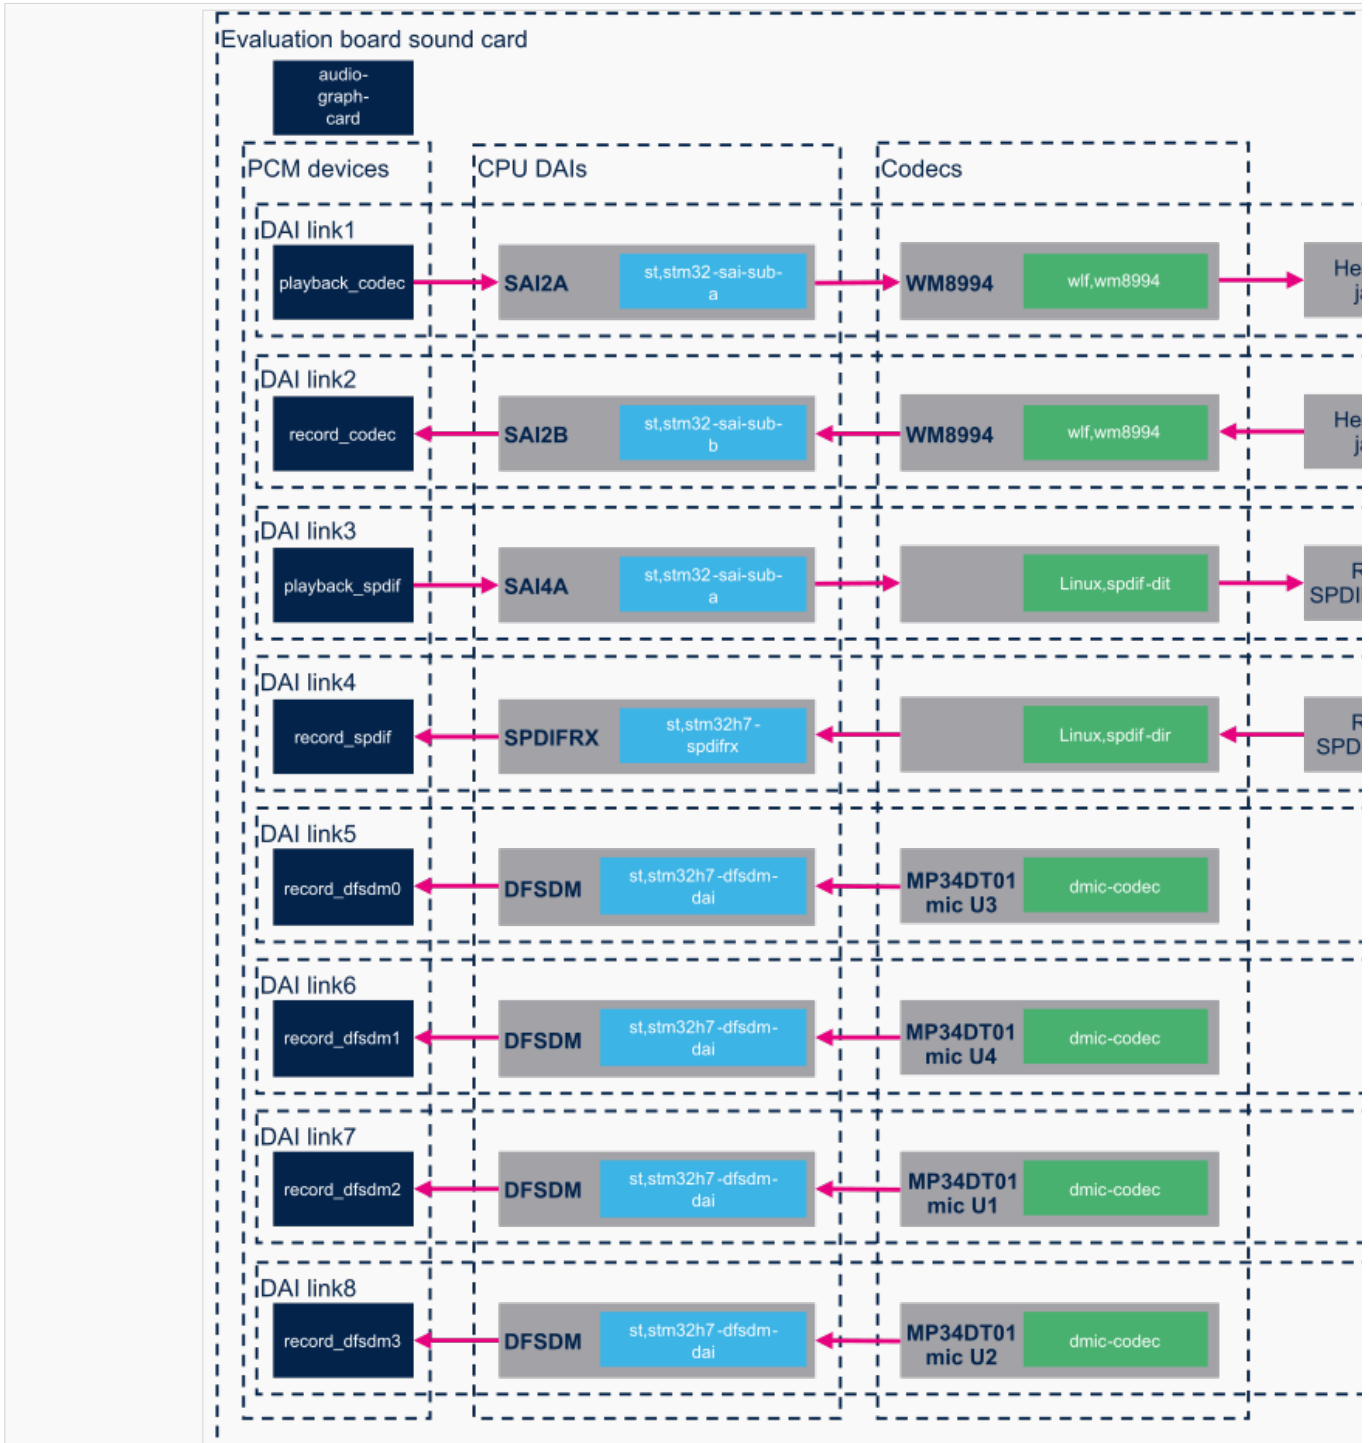 Evaluation board sound card
audio-
graph-
card
PCM devices
CPU DAIs
Codecs
DAI link1
playback_codec
SAI2A
st,stm32-sai-sub-
a
WM8994
wlf,wm8994
DAI link2
record_codec
SAI2B
st,stm32-sai-sub-
b
WM8994
wlf,wm8994
DAI link3
playback_spdif
SAI4A
st,stm32-sai-sub-
a
Linux,spdif-dit
DAI link4
record_spdif
SPDIFRX
st,stm32h7-
spdifrx
Linux,spdif-dir
DAI link5
record_dfsdm0
DFSDM
st,stm32h7-dfsdm-
dai
MP34DT01
mic U3
dmic-codec
DAI link6
record_dfsdm1
DFSDM
st,stm32h7-dfsdm-
dai
MP34DT01
mic U4
dmic-codec
DAI link7
record_dfsdm2
DFSDM
st,stm32h7-dfsdm-
dai
MP34DT01
mic U1
dmic-codec
DAI link8
record_dfsdm3
DFSDM
st,stm32h7-dfsdm-
dai
MP34DT01
mic U2
dmic-codec